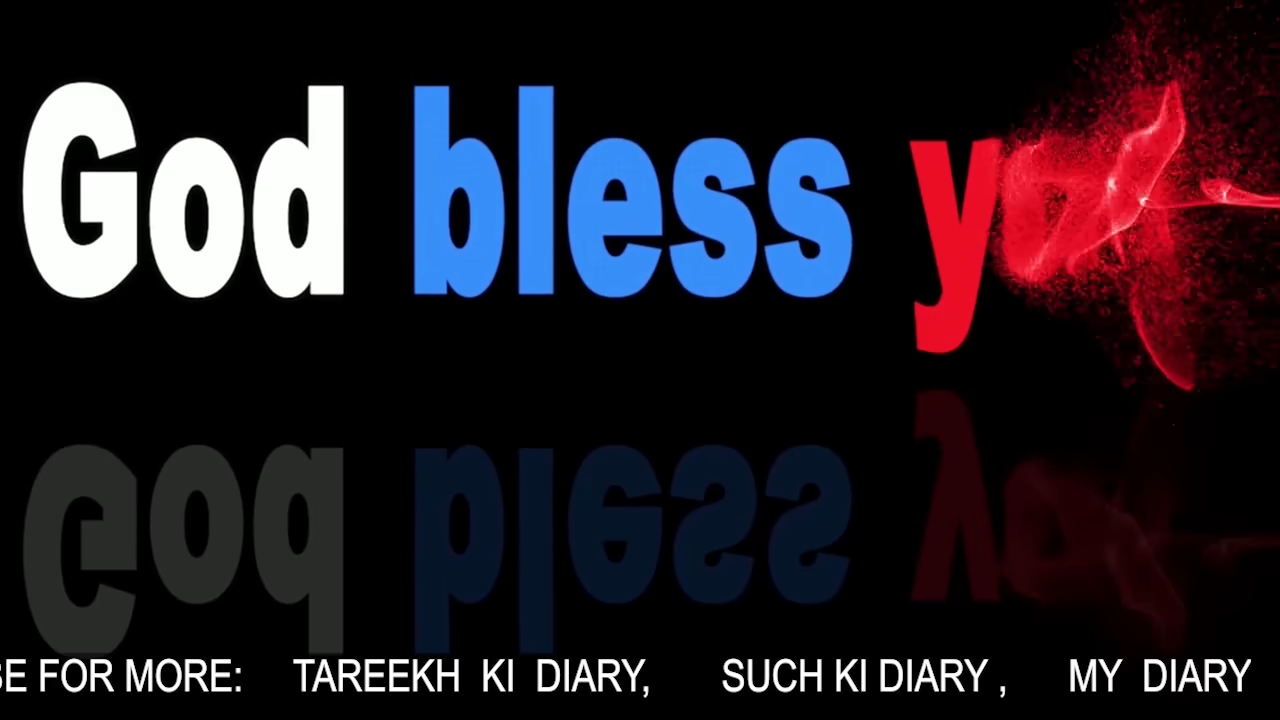 God bless y
BE FOR MORE: TAREEKH KI DIARY, SUCH KI DIARY , MY DIARY